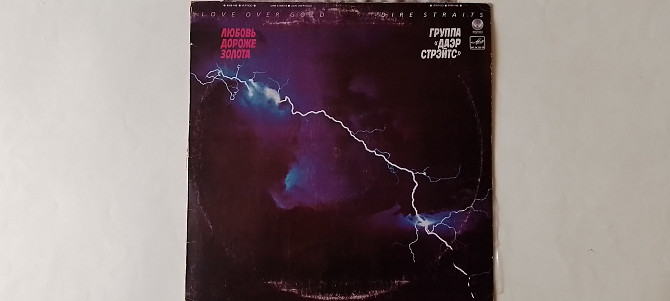 LOVE OVER GOLD
DIRE STRAITS
ЛЮБОВЬ
ДОРОЖЕ
ЗОЛОТА
ГРУППА
«ДАЭР
СТРЭЙТС»